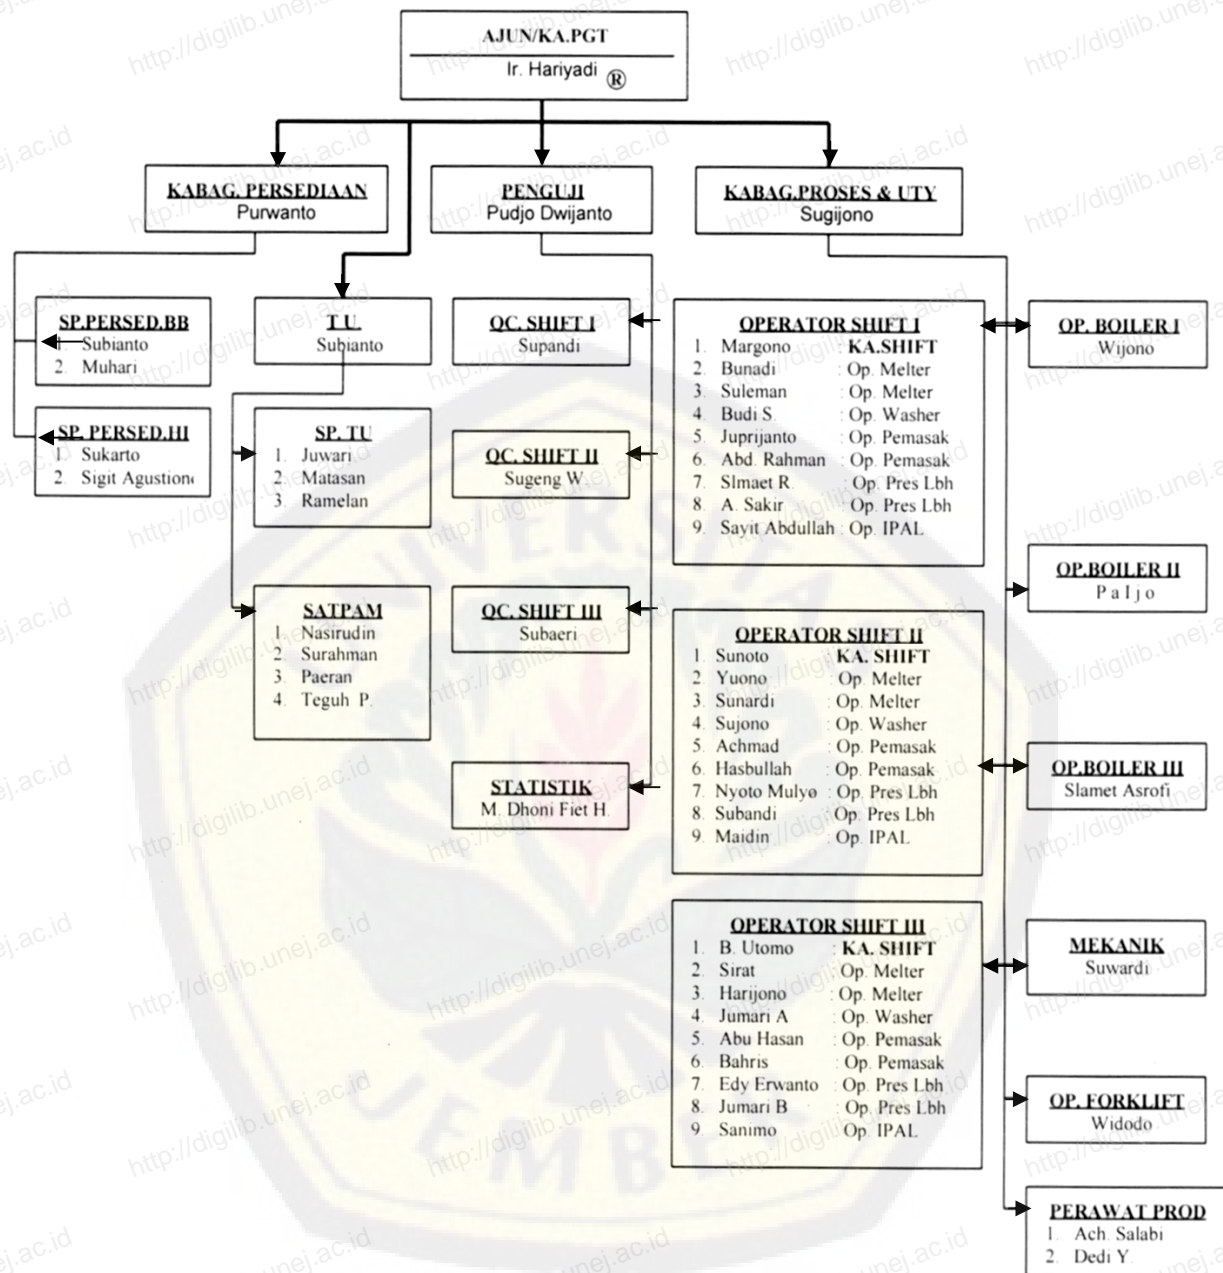 AJUN/KA.PGT
Ir. Hariyadi ®
KABAG. PERSEDIAAN
Purwanto
PENGUJI
Pudjo Dwijanto
KABAG.PROSES & UTY
Sugijono
SP.PERSED.BB
1. Subianto
2. Muhari
SP. PERSED.HI
1. Sukarto
2. Sigit Agustion
T U.
Subianto
SP. TU
1. Juwari
2. Matasan
3. Ramelan
SATPAM
1. Nasirudin
2. Surahman
3. Paeran
4. Teguh P.
QC. SHIFT I
Supandi
QC. SHIFT II
Sugeng W.
QC. SHIFT III
Subaeri
STATISTIK
M. Dhoni Fiet H.
OPERATOR SHIFT I
1. Margono : KA.SHIFT
2. Bunadi : Op. Melter
3. Suleman : Op. Melter
4. Budi S. : Op. Washer
5. Juprijanto : Op. Pemasak
6. Abd. Rahman : Op. Pemasak
7. Slmaet R. : Op. Pres Lbh
8. A. Sakir : Op. Pres Lbh
9. Sayit Abdullah : Op. IPAL
OPERATOR SHIFT II
1. Sunoto : KA. SHIFT
2. Yuono : Op. Melter
3. Sunardi : Op. Melter
4. Sujono : Op. Washer
5. Achmad : Op. Pemasak
6. Hasbullah : Op. Pemasak
7. Nyoto Mulyo : Op. Pres Lbh
8. Subandi : Op. Pres Lbh
9. Maidin : Op. IPAL
OPERATOR SHIFT III
1. B. Utomo : KA. SHIFT
2. Sirat : Op. Melter
3. Harijono : Op. Melter
4. Jumari A : Op. Washer
5. Abu Hasan : Op. Pemasak
6. Bahris : Op. Pemasak
7. Edy Erwanto : Op. Pres Lbh
8. Jumari B : Op. Pres Lbh
9. Sanimo : Op. IPAL
OP. BOILER I
Wijono
OP.BOILER II
P a l j o
OP.BOILER III
Slamet Asrofi
MEKANIK
Suwardi
OP. FORKLIFT
Widodo
PERAWAT PROD
1. Ach. Salabi
2. Dedi Y.
UNIVERSITAS
JEMBER
http://digilib.unej.ac.id